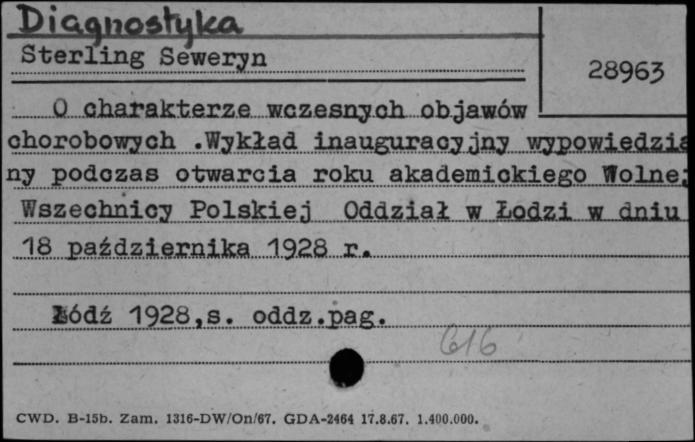 Diagnostyka
Sterling Seweryn
28963
O charakterze wczesnych objawów
chorobowych .Wykład inauguracyjny wypowiedzia
ny podczas otwarcia roku akademickiego Wolnej
Wszechnicy Polskiej Oddział w Łodzi w dniu
18 października 1928 r.
Łódź 1928,s. oddz.pag.
616
CWD. B-15b. Zam. 1316-DW/On/67. GDA-2464 17.8.67. 1.400.000.